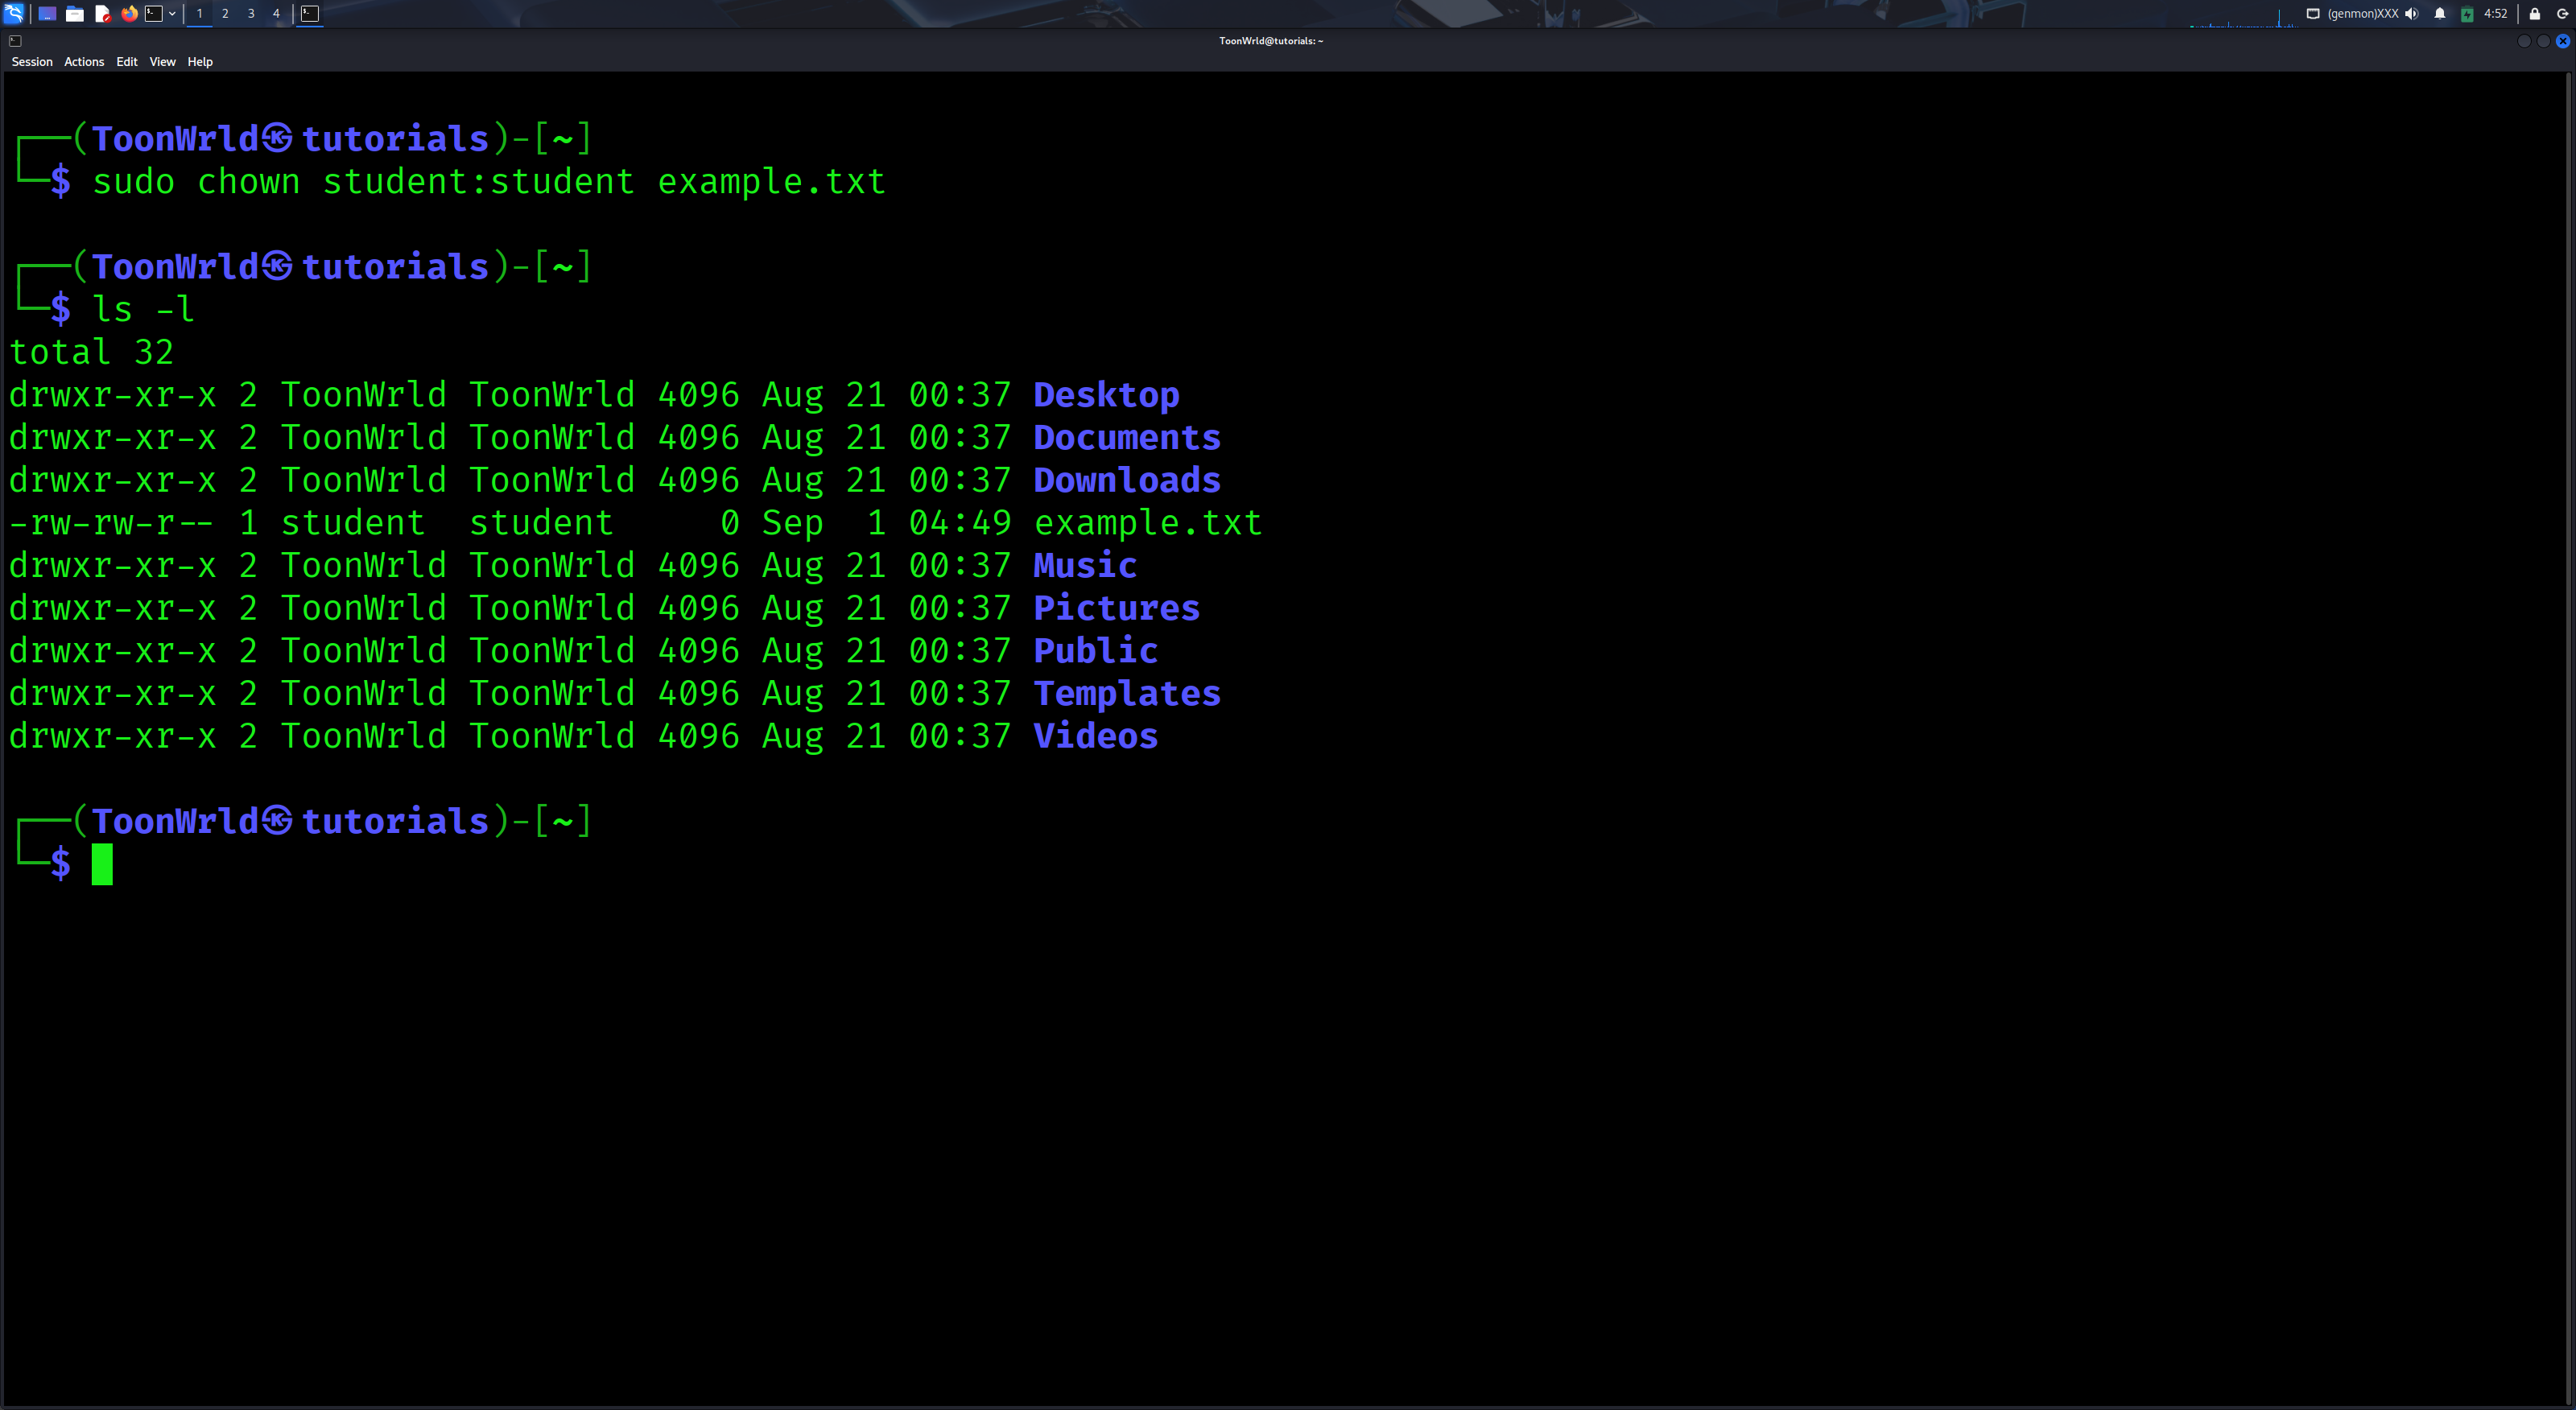 1 2 3 4 (genmon)XXX 4:52
ToonWrld@tutorials: ~
Session Actions Edit View Help
┌──(ToonWrld㉿tutorials)-[~]
└─$ sudo chown student:student example.txt
┌──(ToonWrld㉿tutorials)-[~]
└─$ ls -l
total 32
drwxr-xr-x 2 ToonWrld ToonWrld 4096 Aug 21 00:37 Desktop
drwxr-xr-x 2 ToonWrld ToonWrld 4096 Aug 21 00:37 Documents
drwxr-xr-x 2 ToonWrld ToonWrld 4096 Aug 21 00:37 Downloads
-rw-rw-r-- 1 student  student     0 Sep  1 04:49 example.txt
drwxr-xr-x 2 ToonWrld ToonWrld 4096 Aug 21 00:37 Music
drwxr-xr-x 2 ToonWrld ToonWrld 4096 Aug 21 00:37 Pictures
drwxr-xr-x 2 ToonWrld ToonWrld 4096 Aug 21 00:37 Public
drwxr-xr-x 2 ToonWrld ToonWrld 4096 Aug 21 00:37 Templates
drwxr-xr-x 2 ToonWrld ToonWrld 4096 Aug 21 00:37 Videos
┌──(ToonWrld㉿tutorials)-[~]
└─$